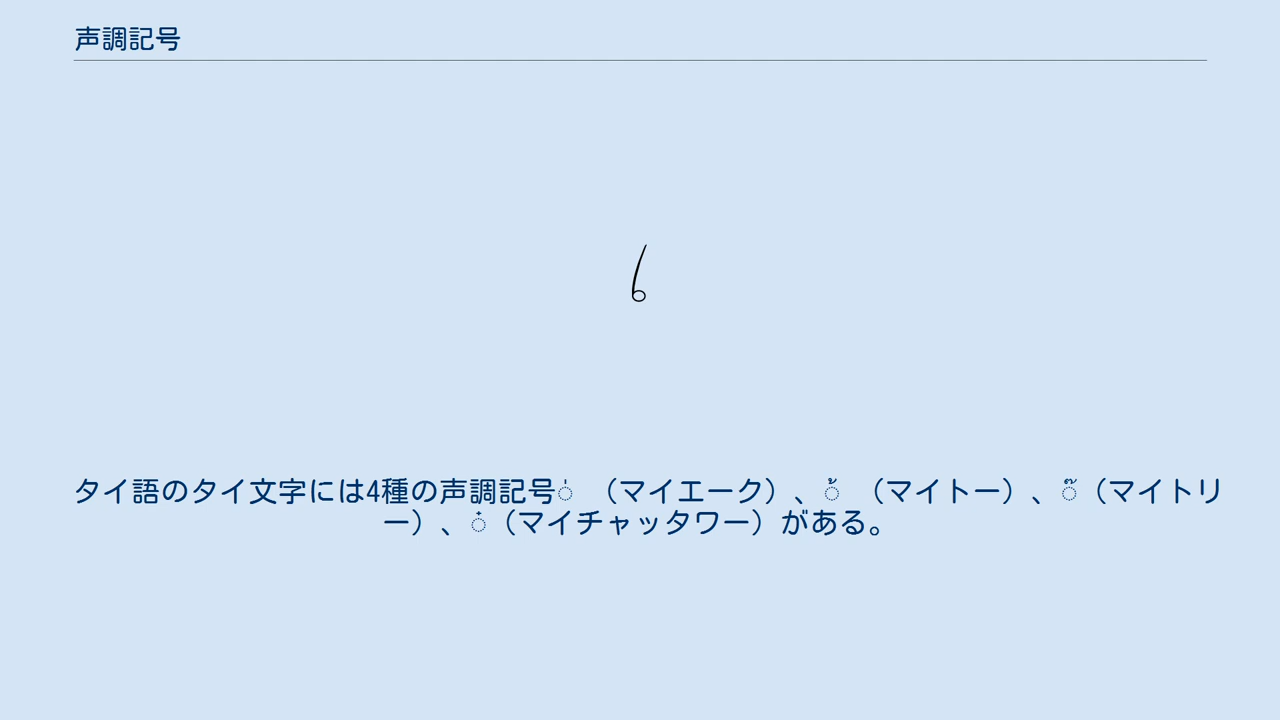 声調記号
タイ語のタイ文字には4種の声調記号◌่ （マイエーク）、◌้ （マイトー）、◌๊（マイトリ
ー）、◌๋（マイチャッタワー）がある。